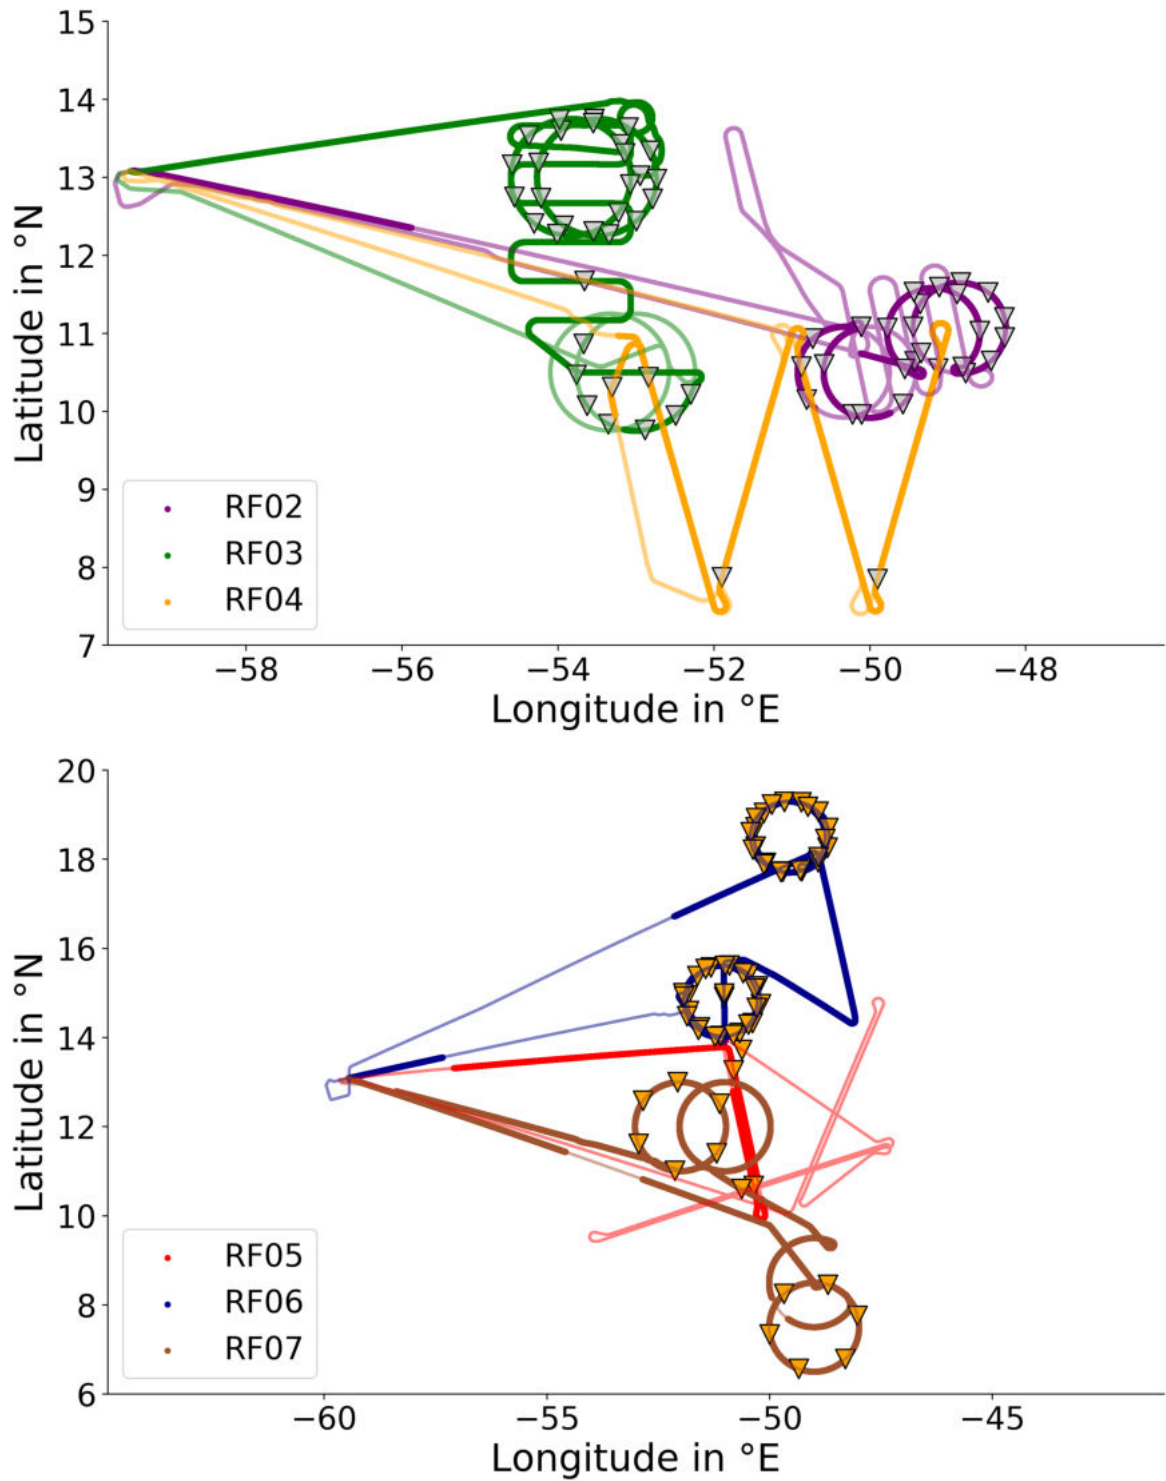 15
14
13
12
11
10
9
8
7
Latitude in °N
RF02
RF03
RF04
−58 −56 −54 −52 −50 −48
Longitude in °E
20
18
16
14
12
10
8
6
Latitude in °N
RF05
RF06
RF07
−60 −55 −50 −45
Longitude in °E